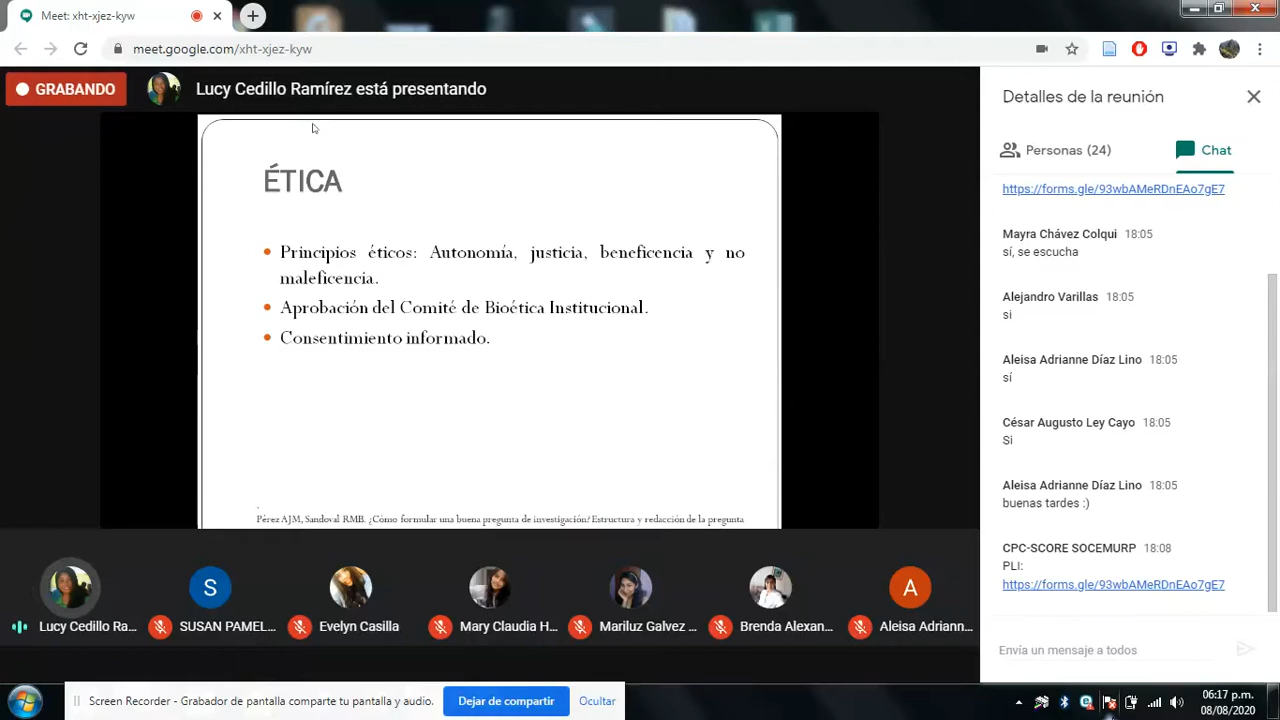 Meet: xht-xjez-kyw
meet.google.com/xht-xjez-kyw
GRABANDO
Lucy Cedillo Ramírez está presentando
ÉTICA
Principios éticos: Autonomía, justicia, beneficencia y no
maleficencia.
Aprobación del Comité de Bioética Institucional.
Consentimiento informado.
Pérez AJM, Sandoval RMB. ¿Cómo formular una buena pregunta de investigación? Estructura y redacción de la pregunta
Lucy Cedillo Ra...
S
SUSAN PAMEL...
Evelyn Casilla
Mary Claudia H...
Mariluz Galvez ...
Brenda Alexan...
A
Aleisa Adriann...
Detalles de la reunión
Personas (24)
Chat
https://forms.gle/93wbAMeRDnEAo7gE7
Mayra Chávez Colqui 18:05
sí, se escucha
Alejandro Varillas 18:05
si
Aleisa Adrianne Díaz Lino 18:05
sí
César Augusto Ley Cayo 18:05
Si
Aleisa Adrianne Díaz Lino 18:05
buenas tardes :)
CPC-SCORE SOCEMURP 18:08
PLI:
https://forms.gle/93wbAMeRDnEAo7gE7
Envía un mensaje a todos
Screen Recorder - Grabador de pantalla comparte tu pantalla y audio.
Dejar de compartir
Ocultar
06:17 p.m.
08/08/2020